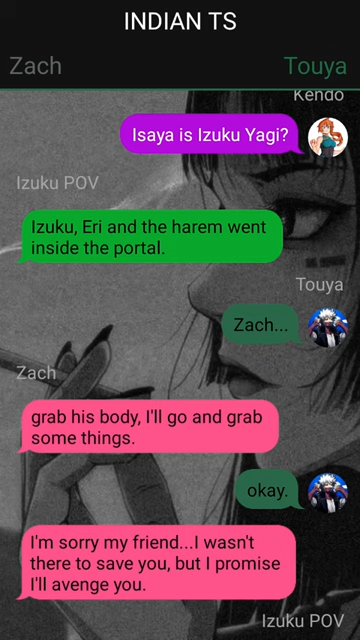 INDIAN TS
Zach
Touya
Kendo
Isaya is Izuku Yagi?
Izuku POV
Izuku, Eri and the harem went
inside the portal.
Touya
Zach...
Zach
grab his body, I'll go and grab
some things.
okay.
I'm sorry my friend...I wasn't
there to save you, but I promise
I'll avenge you.
Izuku POV